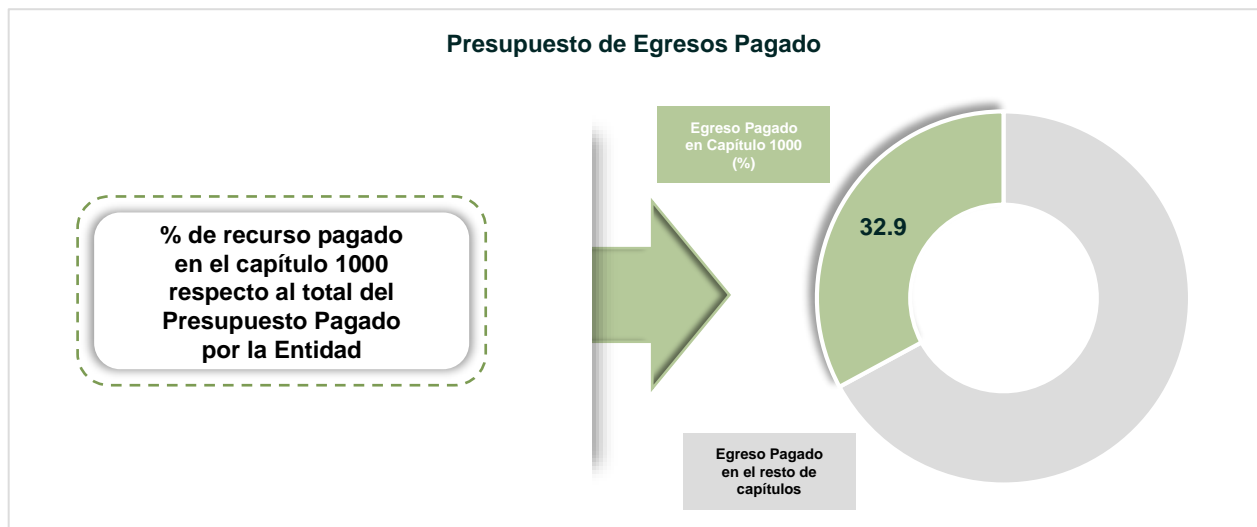 Presupuesto de Egresos Pagado
Egreso Pagado
en Capítulo 1000
(%)
32.9
% de recurso pagado
en el capítulo 1000
respecto al total del
Presupuesto Pagado
por la Entidad
Egreso Pagado
en el resto de
capítulos